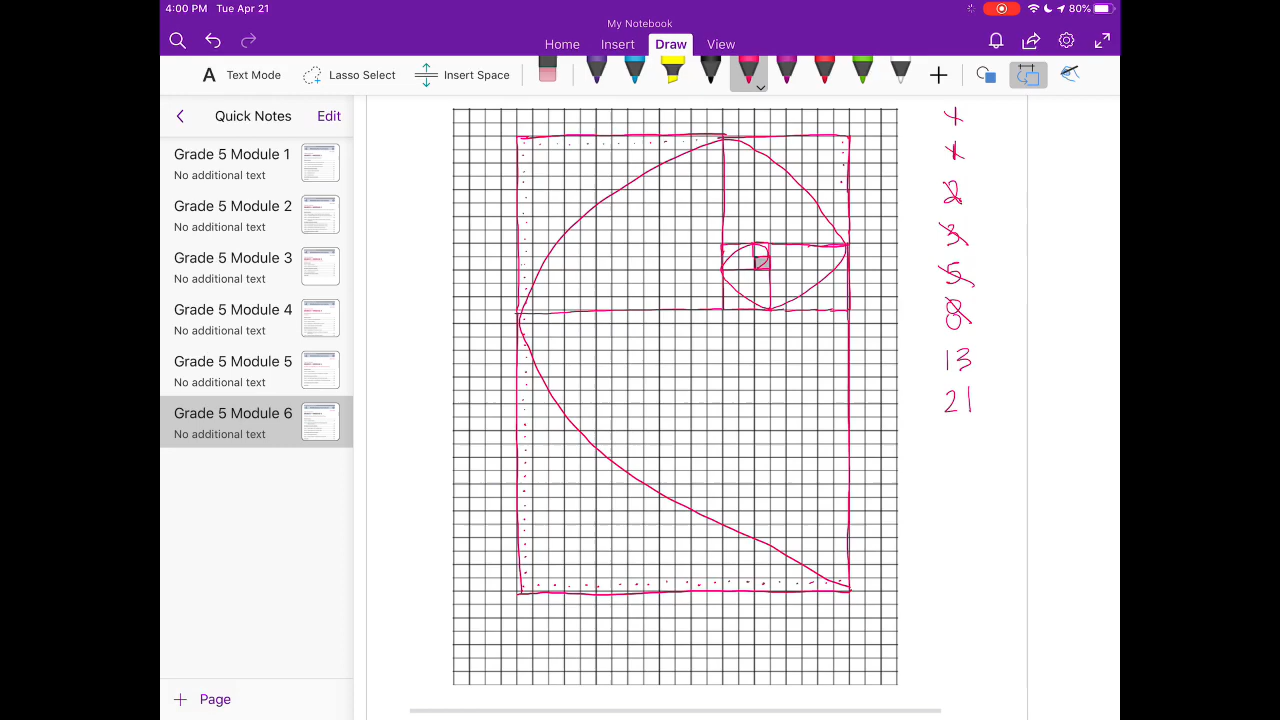 4:00 PM Tue Apr 21
80%
My Notebook
Home Insert Draw View
Text Mode Lasso Select Insert Space
Quick Notes Edit
Grade 5 Module 1
No additional text
Grade 5 Module 2
No additional text
Grade 5 Module 3
No additional text
Grade 5 Module 4
No additional text
Grade 5 Module 5
No additional text
Grade 5 Module 6
No additional text
Page
1
1
2
3
5
8
13
21